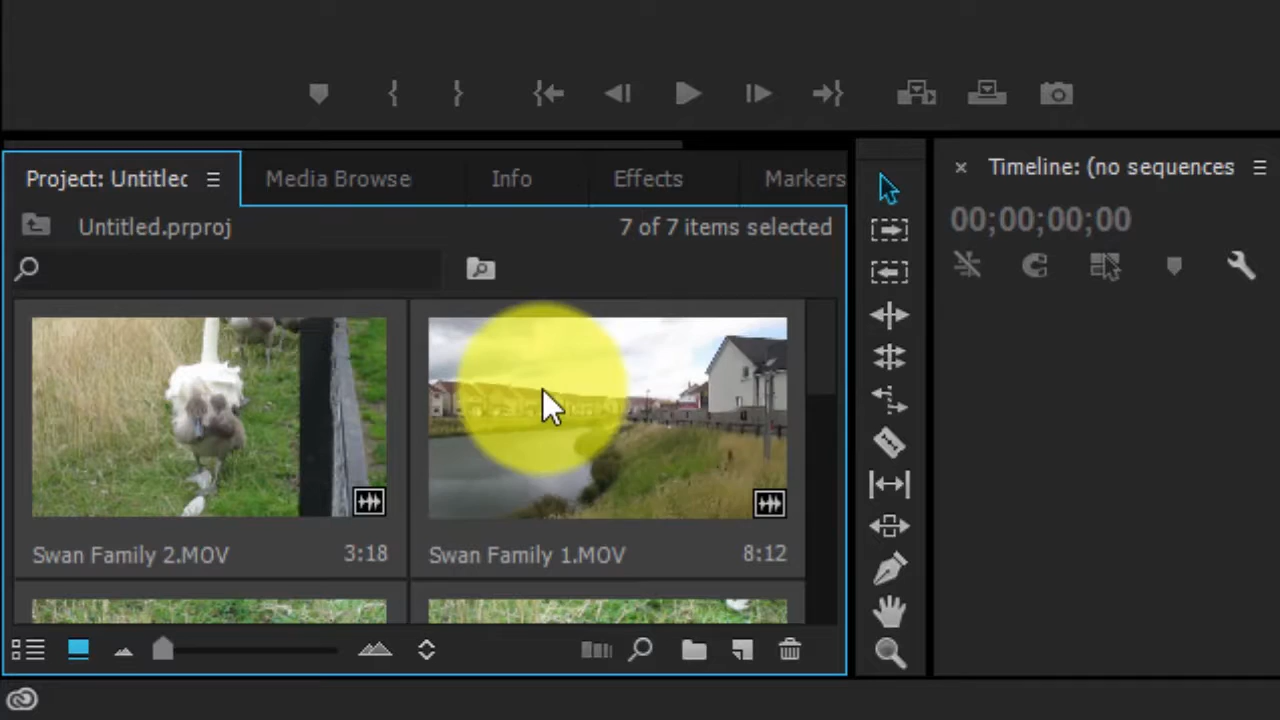 Project: Untitlec
Media Browse
Info
Effects
Markers
Timeline: (no sequences
Untitled.prproj
7 of 7 items selected
00;00;00;00
Swan Family 2.MOV
3:18
Swan Family 1.MOV
8:12